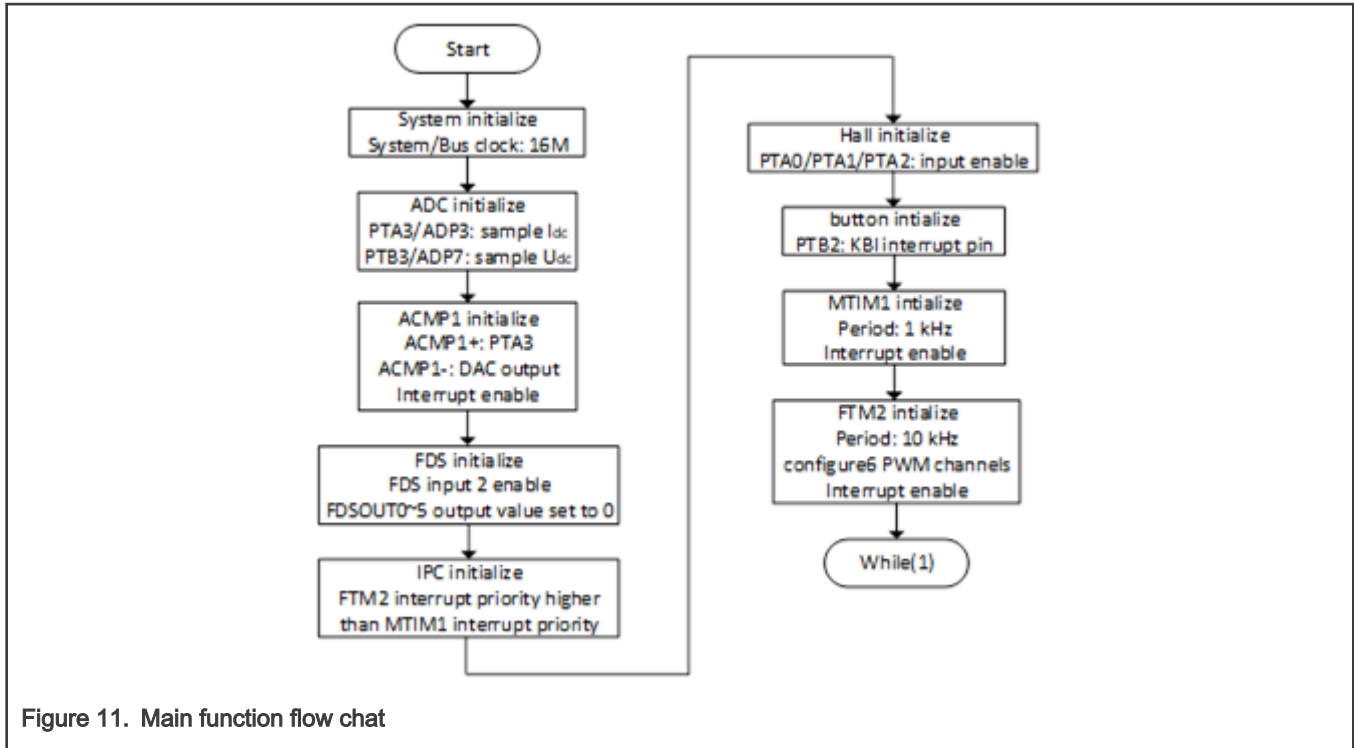 Start
System initialize
System/Bus clock: 16M
ADC initialize
PTA3/ADP3: sample Idc
PTB3/ADP7: sample Udc
ACMP1 initialize
ACMP1+: PTA3
ACMP1-: DAC output
Interrupt enable
FDS initialize
FDS input 2 enable
FDSOUT0~5 output value set to 0
IPC initialize
FTM2 interrupt priority higher
than MTIM1 interrupt priority
Hall initialize
PTA0/PTA1/PTA2: input enable
button intialize
PTB2: KBI interrupt pin
MTIM1 intialize
Period: 1 kHz
Interrupt enable
FTM2 intialize
Period: 10 kHz
configure6 PWM channels
Interrupt enable
While(1)
Figure 11. Main function flow chat